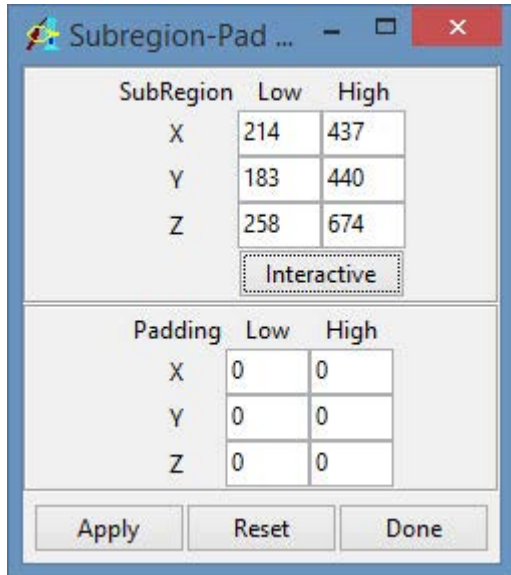 Subregion-Pad ...
SubRegion Low High
X 214 437
Y 183 440
Z 258 674
Interactive
Padding Low High
X 0 0
Y 0 0
Z 0 0
Apply Reset Done